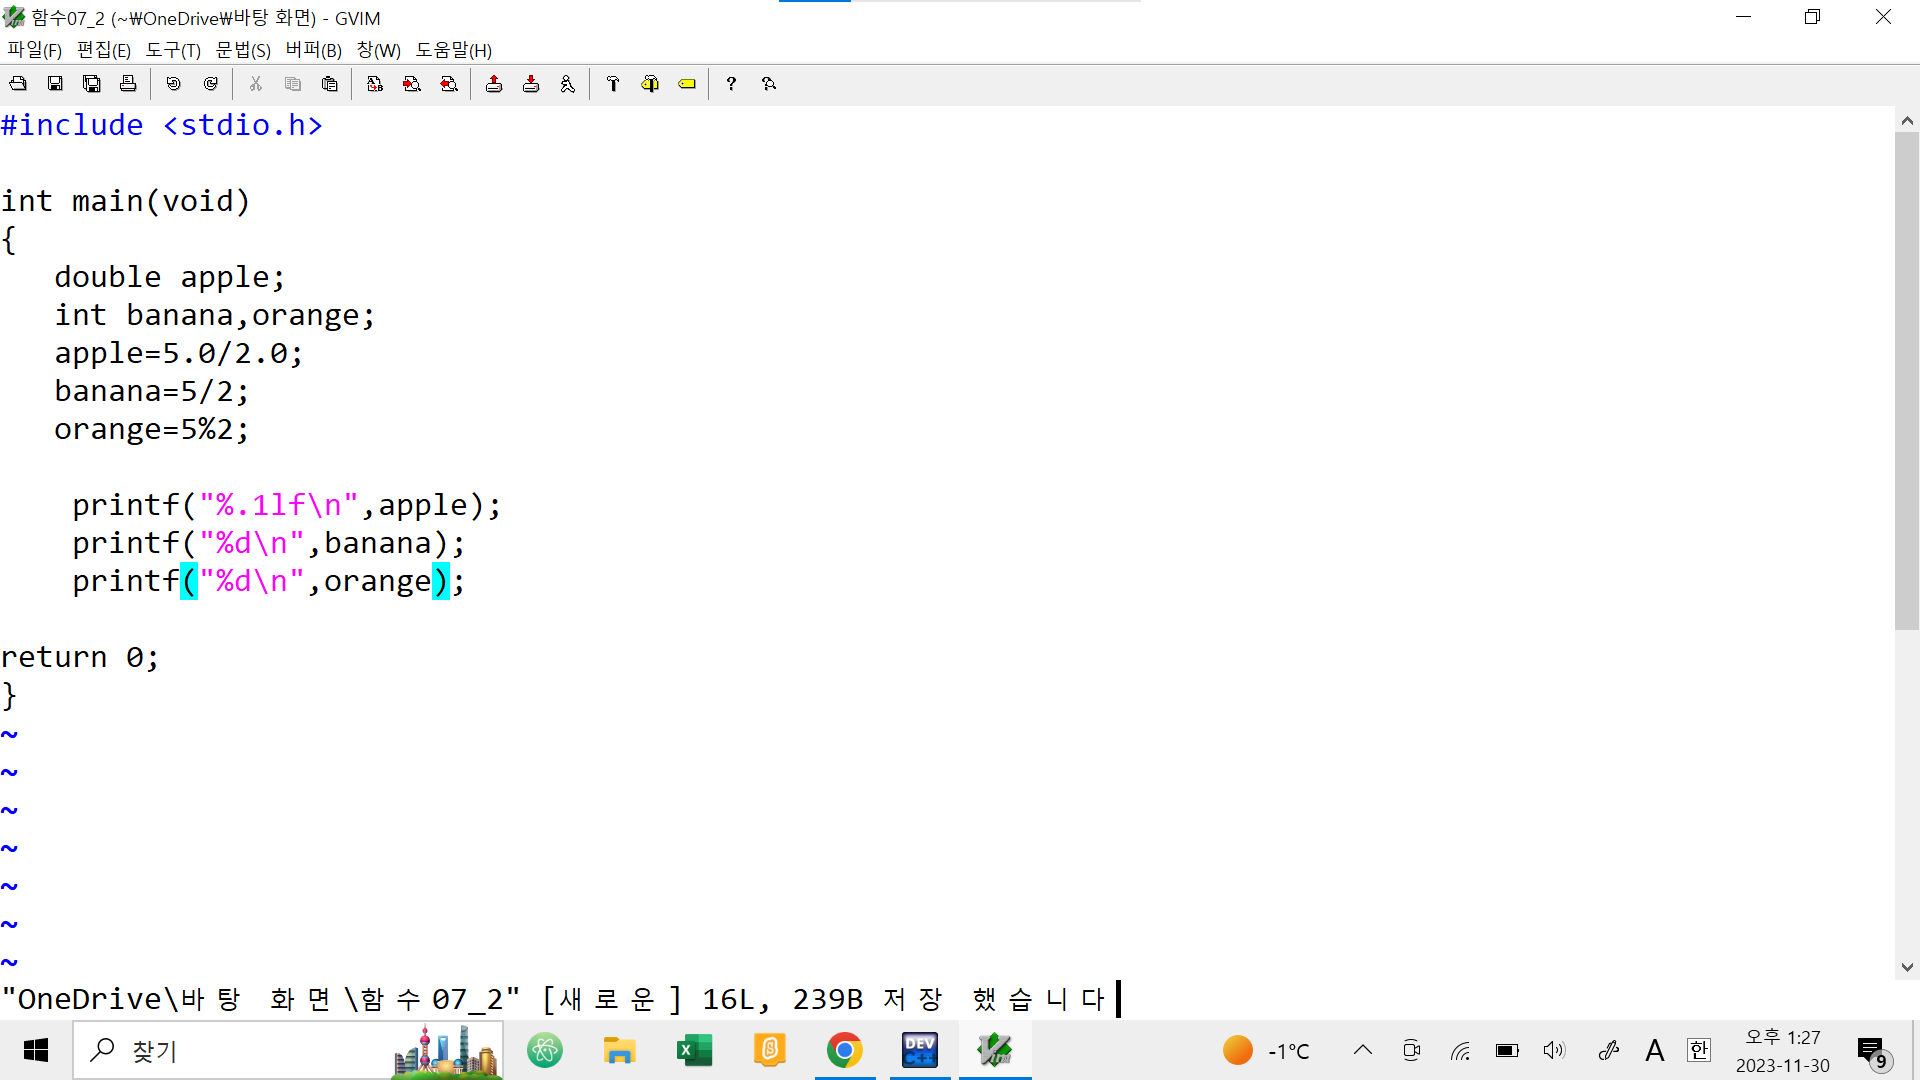 함수07_2 (~₩OneDrive₩바탕 화면) - GVIM
파일(F) 편집(E) 도구(T) 문법(S) 버퍼(B) 창(W) 도움말(H)
#include <stdio.h>
int main(void)
{
   double apple;
   int banana,orange;
   apple=5.0/2.0;
   banana=5/2;
   orange=5%2;
    printf("%.1lf\n",apple);
    printf("%d\n",banana);
    printf("%d\n",orange);
return 0;
}
~
~
~
~
~
~
~
"OneDrive\바탕 화면\함수07_2" [새로운] 16L, 239B 저장 했습니다
찾기
DEV
C++
-1℃
A
한
오후 1:27
2023-11-30
9